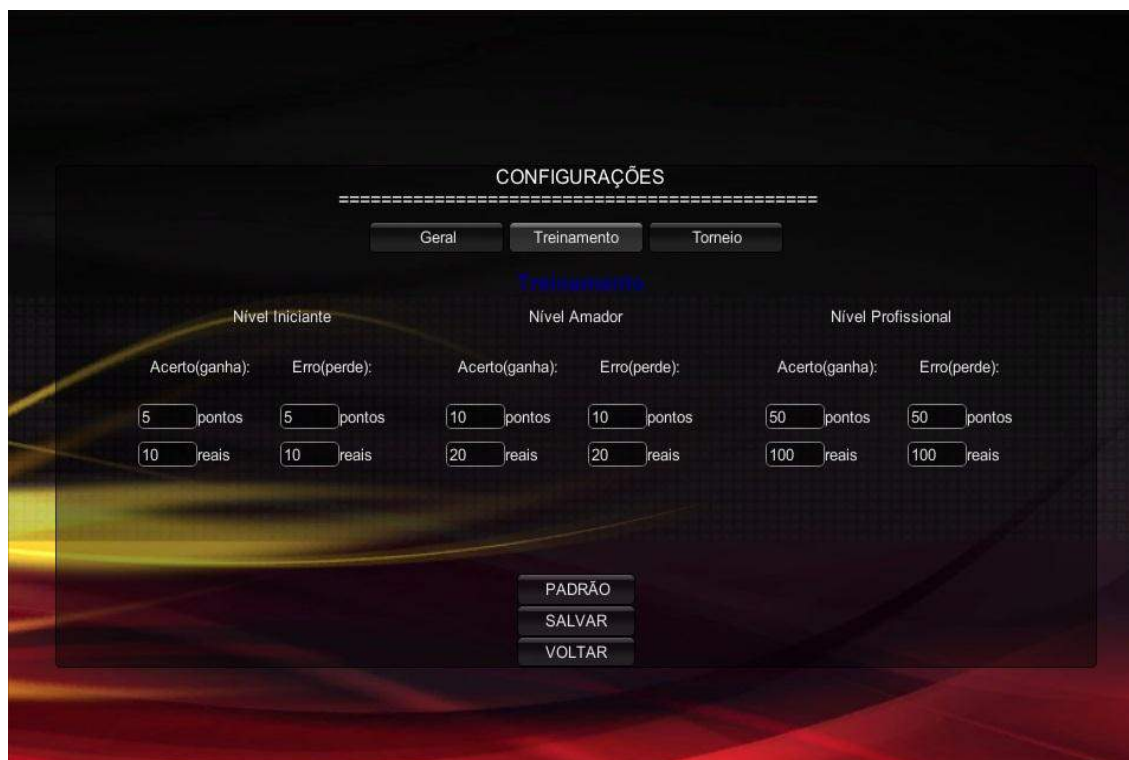 CONFIGURAÇÕES
=============================================
Geral Treinamento Torneio
Treinamento
Nível Iniciante Nível Amador Nível Profissional
Acerto(ganha): Erro(perde): Acerto(ganha): Erro(perde): Acerto(ganha): Erro(perde):
5 pontos 5 pontos 10 pontos 10 pontos 50 pontos 50 pontos
10 reais 10 reais 20 reais 20 reais 100 reais 100 reais
PADRÃO
SALVAR
VOLTAR